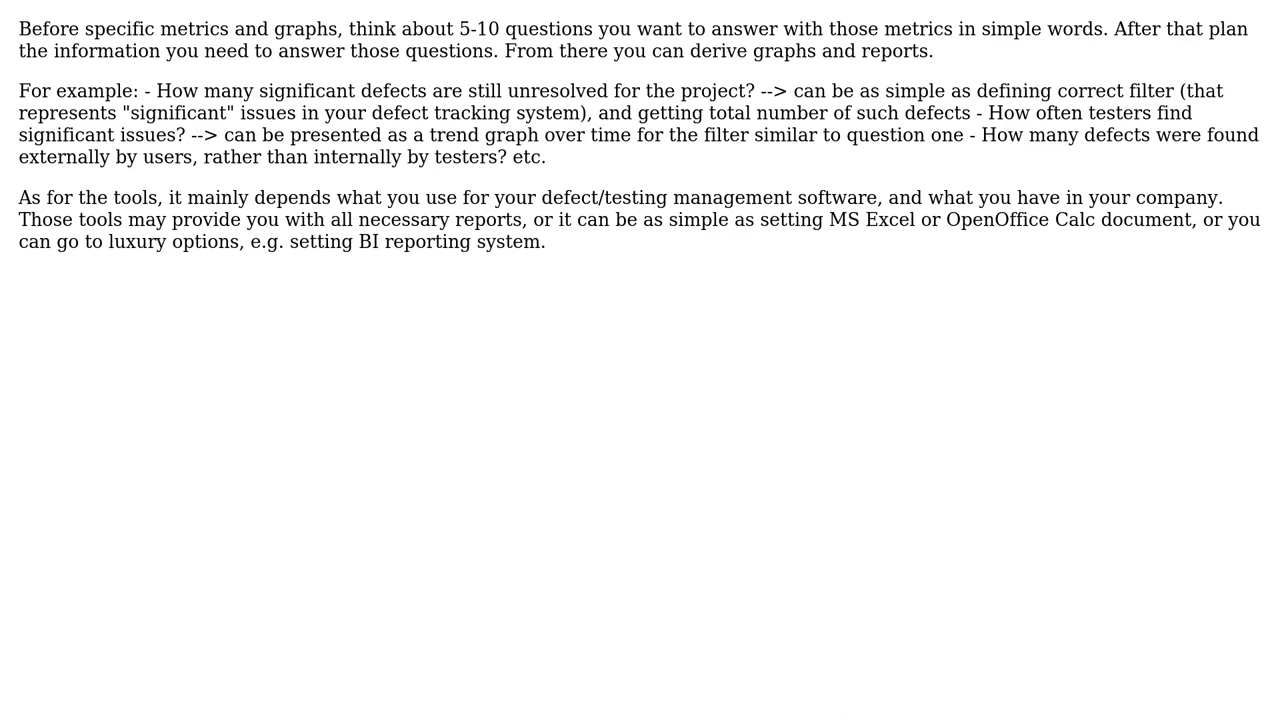 Before specific metrics and graphs, think about 5-10 questions you want to answer with those metrics in simple words. After that plan
the information you need to answer those questions. From there you can derive graphs and reports.
For example: - How many significant defects are still unresolved for the project? --> can be as simple as defining correct filter (that
represents "significant" issues in your defect tracking system), and getting total number of such defects - How often testers find
significant issues? --> can be presented as a trend graph over time for the filter similar to question one - How many defects were found
externally by users, rather than internally by testers? etc.
As for the tools, it mainly depends what you use for your defect/testing management software, and what you have in your company.
Those tools may provide you with all necessary reports, or it can be as simple as setting MS Excel or OpenOffice Calc document, or you
can go to luxury options, e.g. setting BI reporting system.